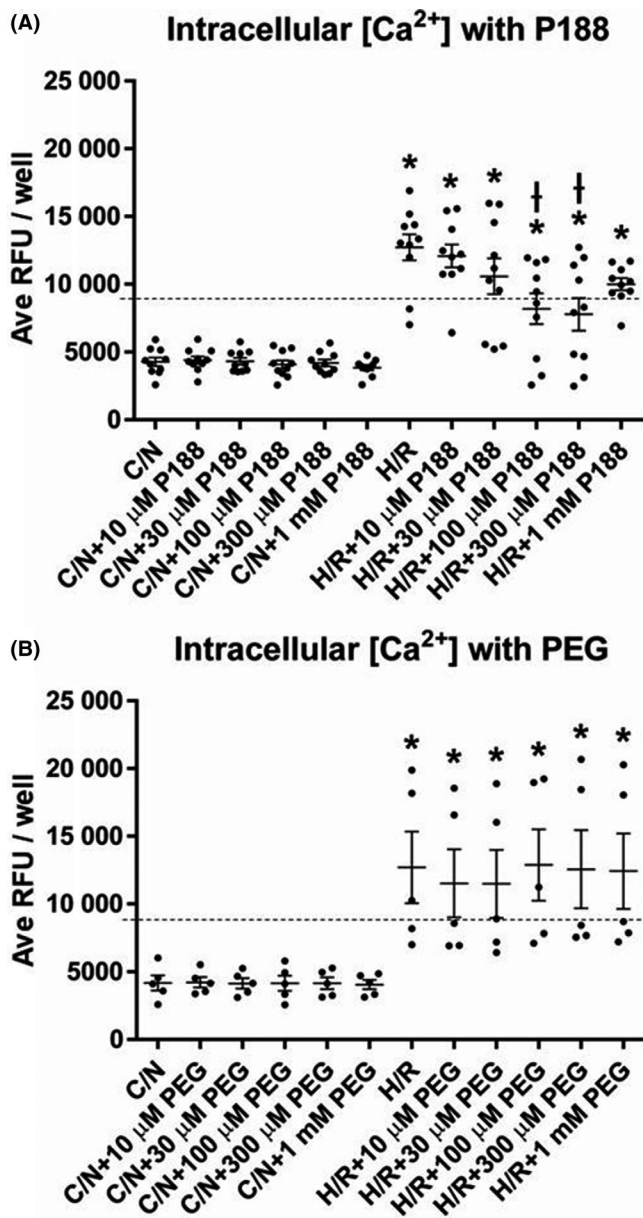 (A)
Intracellular [Ca²⁺] with P188
Ave RFU / well
25 000
20 000
15 000
10 000
5000
0
* * * ⸸ * ⸸ * *
C/N
C/N+10 μM P188
C/N+30 μM P188
C/N+100 μM P188
C/N+300 μM P188
C/N+1 mM P188
H/R
H/R+10 μM P188
H/R+30 μM P188
H/R+100 μM P188
H/R+300 μM P188
H/R+1 mM P188
(B)
Intracellular [Ca²⁺] with PEG
Ave RFU / well
25 000
20 000
15 000
10 000
5000
0
* * * * * *
C/N
C/N+10 μM PEG
C/N+30 μM PEG
C/N+100 μM PEG
C/N+300 μM PEG
C/N+1 mM PEG
H/R
H/R+10 μM PEG
H/R+30 μM PEG
H/R+100 μM PEG
H/R+300 μM PEG
H/R+1 mM PEG